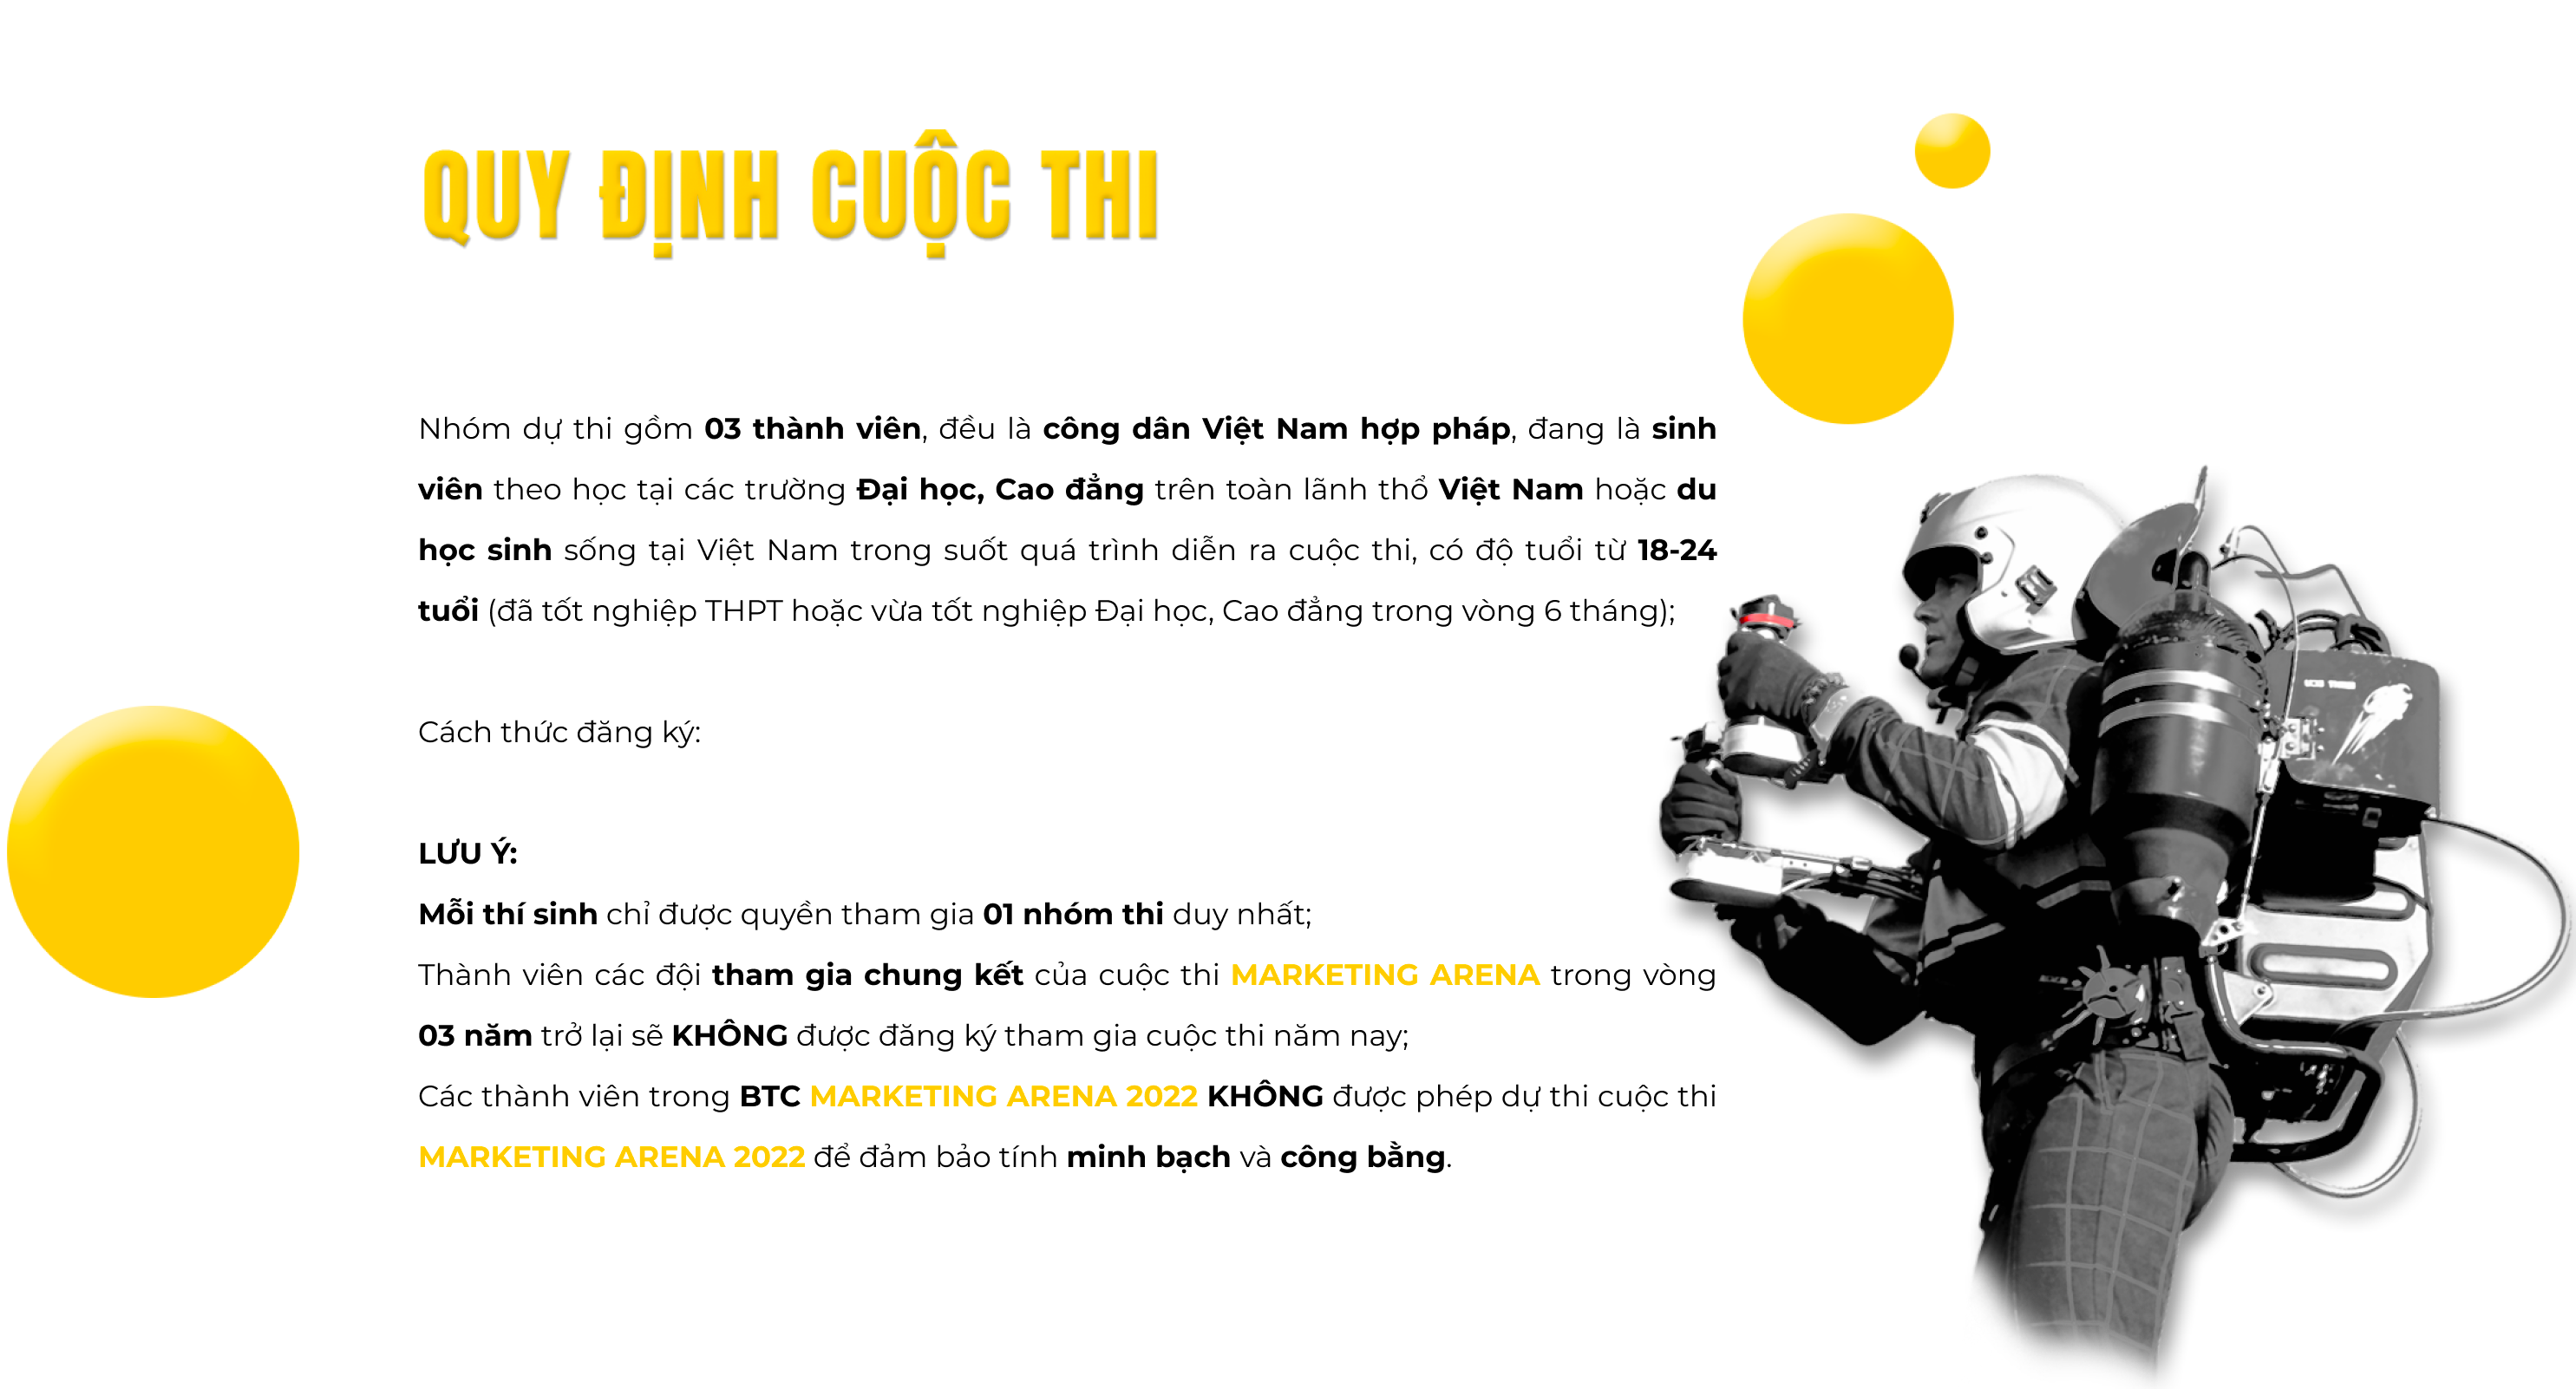 QUY ĐỊNH CUỘC THI
Nhóm dự thi gồm 03 thành viên, đều là công dân Việt Nam hợp pháp, đang là sinh
viên theo học tại các trường Đại học, Cao đẳng trên toàn lãnh thổ Việt Nam hoặc du
học sinh sống tại Việt Nam trong suốt quá trình diễn ra cuộc thi, có độ tuổi từ 18-24
tuổi (đã tốt nghiệp THPT hoặc vừa tốt nghiệp Đại học, Cao đẳng trong vòng 6 tháng);
Cách thức đăng ký:
LƯU Ý:
Mỗi thí sinh chỉ được quyền tham gia 01 nhóm thi duy nhất;
Thành viên các đội tham gia chung kết của cuộc thi MARKETING ARENA trong vòng
03 năm trở lại sẽ KHÔNG được đăng ký tham gia cuộc thi năm nay;
Các thành viên trong BTC MARKETING ARENA 2022 KHÔNG được phép dự thi cuộc thi
MARKETING ARENA 2022 để đảm bảo tính minh bạch và công bằng.